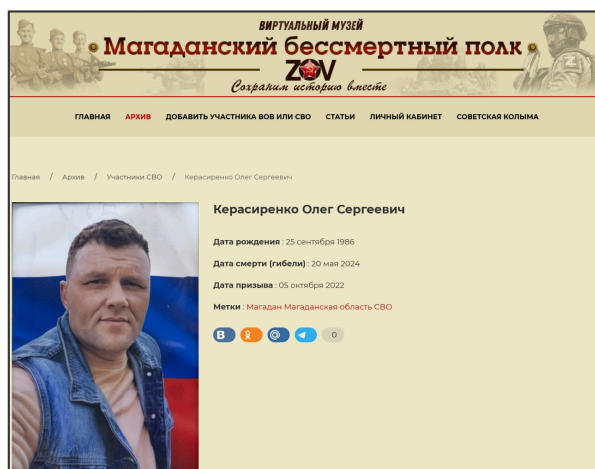 ВИРТУАЛЬНЫЙ МУЗЕЙ
Магаданский бессмертный полк
ZOV
Сохраним историю вместе
ГЛАВНАЯ АРХИВ ДОБАВИТЬ УЧАСТНИКА ВОВ ИЛИ СВО СТАТЬИ ЛИЧНЫЙ КАБИНЕТ СОВЕТСКАЯ КОЛЫМА
Главная / Архив / Участники СВО / Керасиренко Олег Сергеевич
Керасиренко Олег Сергеевич
Дата рождения : 25 сентября 1986
Дата смерти (гибели) : 20 мая 2024
Дата призыва : 05 октября 2022
Метки : Магадан Магаданская область СВО
0